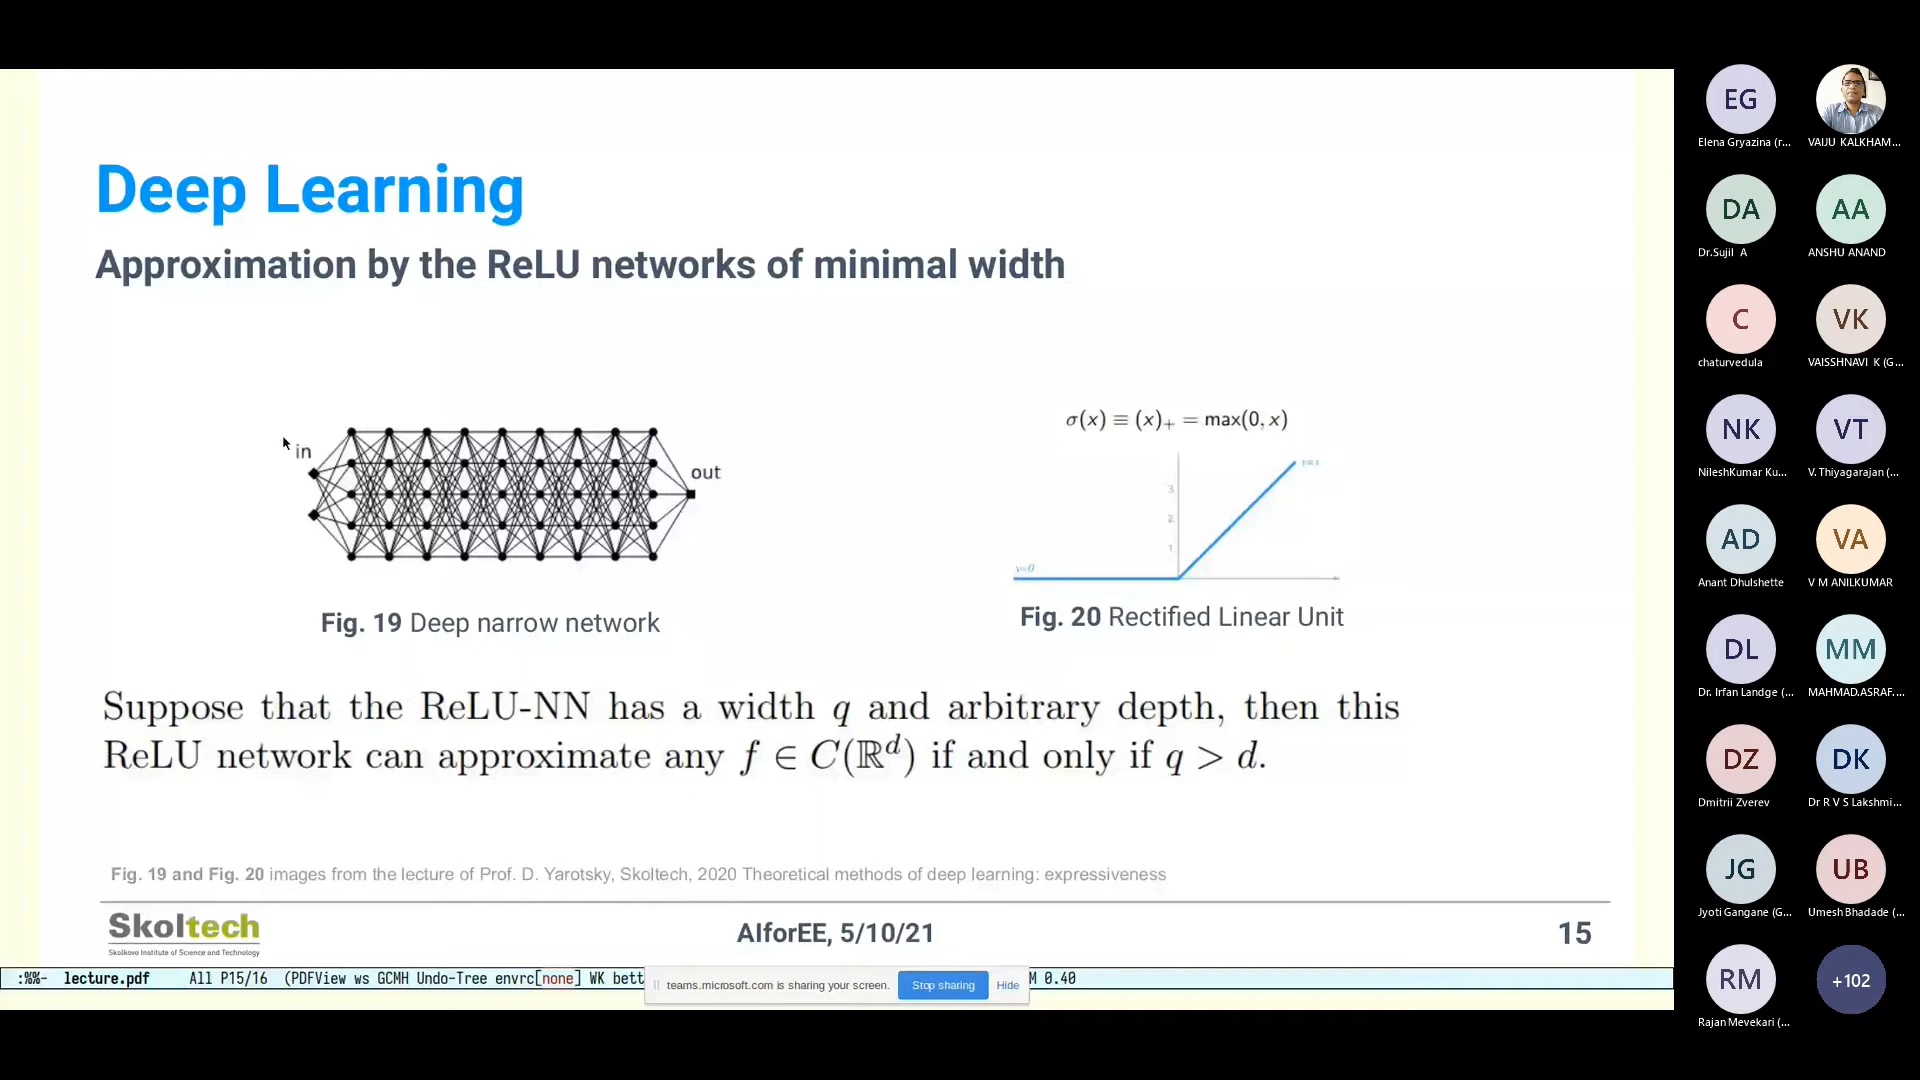 Deep Learning
Approximation by the ReLU networks of minimal width
in
out
σ(x) ≡ (x)₊ = max(0, x)
y=x
3
2
1
y=0
Fig. 19 Deep narrow network
Fig. 20 Rectified Linear Unit
Suppose that the ReLU-NN has a width q and arbitrary depth, then this
ReLU network can approximate any f ∈ C(ℝᵈ) if and only if q > d.
Fig. 19 and Fig. 20 images from the lecture of Prof. D. Yarotsky, Skoltech, 2020 Theoretical methods of deep learning: expressiveness
Skoltech
Skolkovo Institute of Science and Technology
AIforEE, 5/10/21
15
:%%- lecture.pdf All P15/16 (PDFView ws GCMH Undo-Tree envrc[none] WK bett
M 0.40
teams.microsoft.com is sharing your screen. Stop sharing Hide
EG
Elena Gryazina (r...
VAIJU KALKHAM...
DA
Dr.Sujil A
AA
ANSHU ANAND
C
chaturvedula
VK
VAISSHNAVI K (G...
NK
NileshKumar Ku...
VT
V. Thiyagarajan (...
AD
Anant Dhulshette
VA
V M ANILKUMAR
DL
Dr. Irfan Landge (...
MM
MAHMAD.ASRAF....
DZ
Dmitrii Zverev
DK
Dr R V S Lakshmi...
JG
Jyoti Gangane (G...
UB
Umesh Bhadade (...
RM
Rajan Mevekari (...
+102